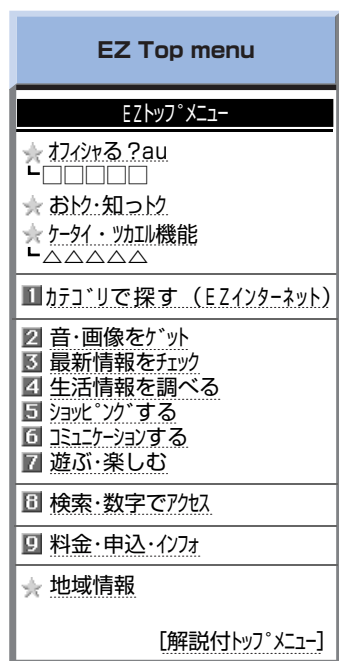 EZ Top menu
EZﾄｯﾌﾟﾒﾆｭｰ
★ ｵﾌｨｼｬる?au
┗□□□□□
★ おﾄｸ･知っﾄｸ
★ ｹｰﾀｲ・ﾂｶｴﾙ機能
┗△△△△△
1 ｶﾃｺﾞﾘで探す (EZｲﾝﾀｰﾈｯﾄ)
2 音･画像をｹﾞｯﾄ
3 最新情報をﾁｪｯｸ
4 生活情報を調べる
5 ｼｮｯﾋﾟﾝｸﾞする
6 ｺﾐｭﾆｹｰｼｮﾝする
7 遊ぶ･楽しむ
8 検索･数字でｱｸｾｽ
9 料金･申込･ｲﾝﾌｫ
★ 地域情報
[解説付ﾄｯﾌﾟﾒﾆｭｰ]